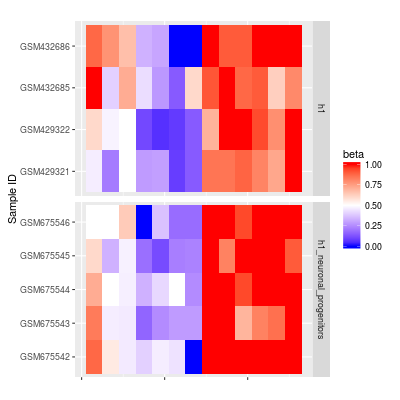 GSM432686
GSM432685
GSM429322
GSM429321
h1
GSM675546
GSM675545
GSM675544
GSM675543
GSM675542
h1_neuronal_progenitors
Sample ID
beta
1.00
0.75
0.50
0.25
0.00